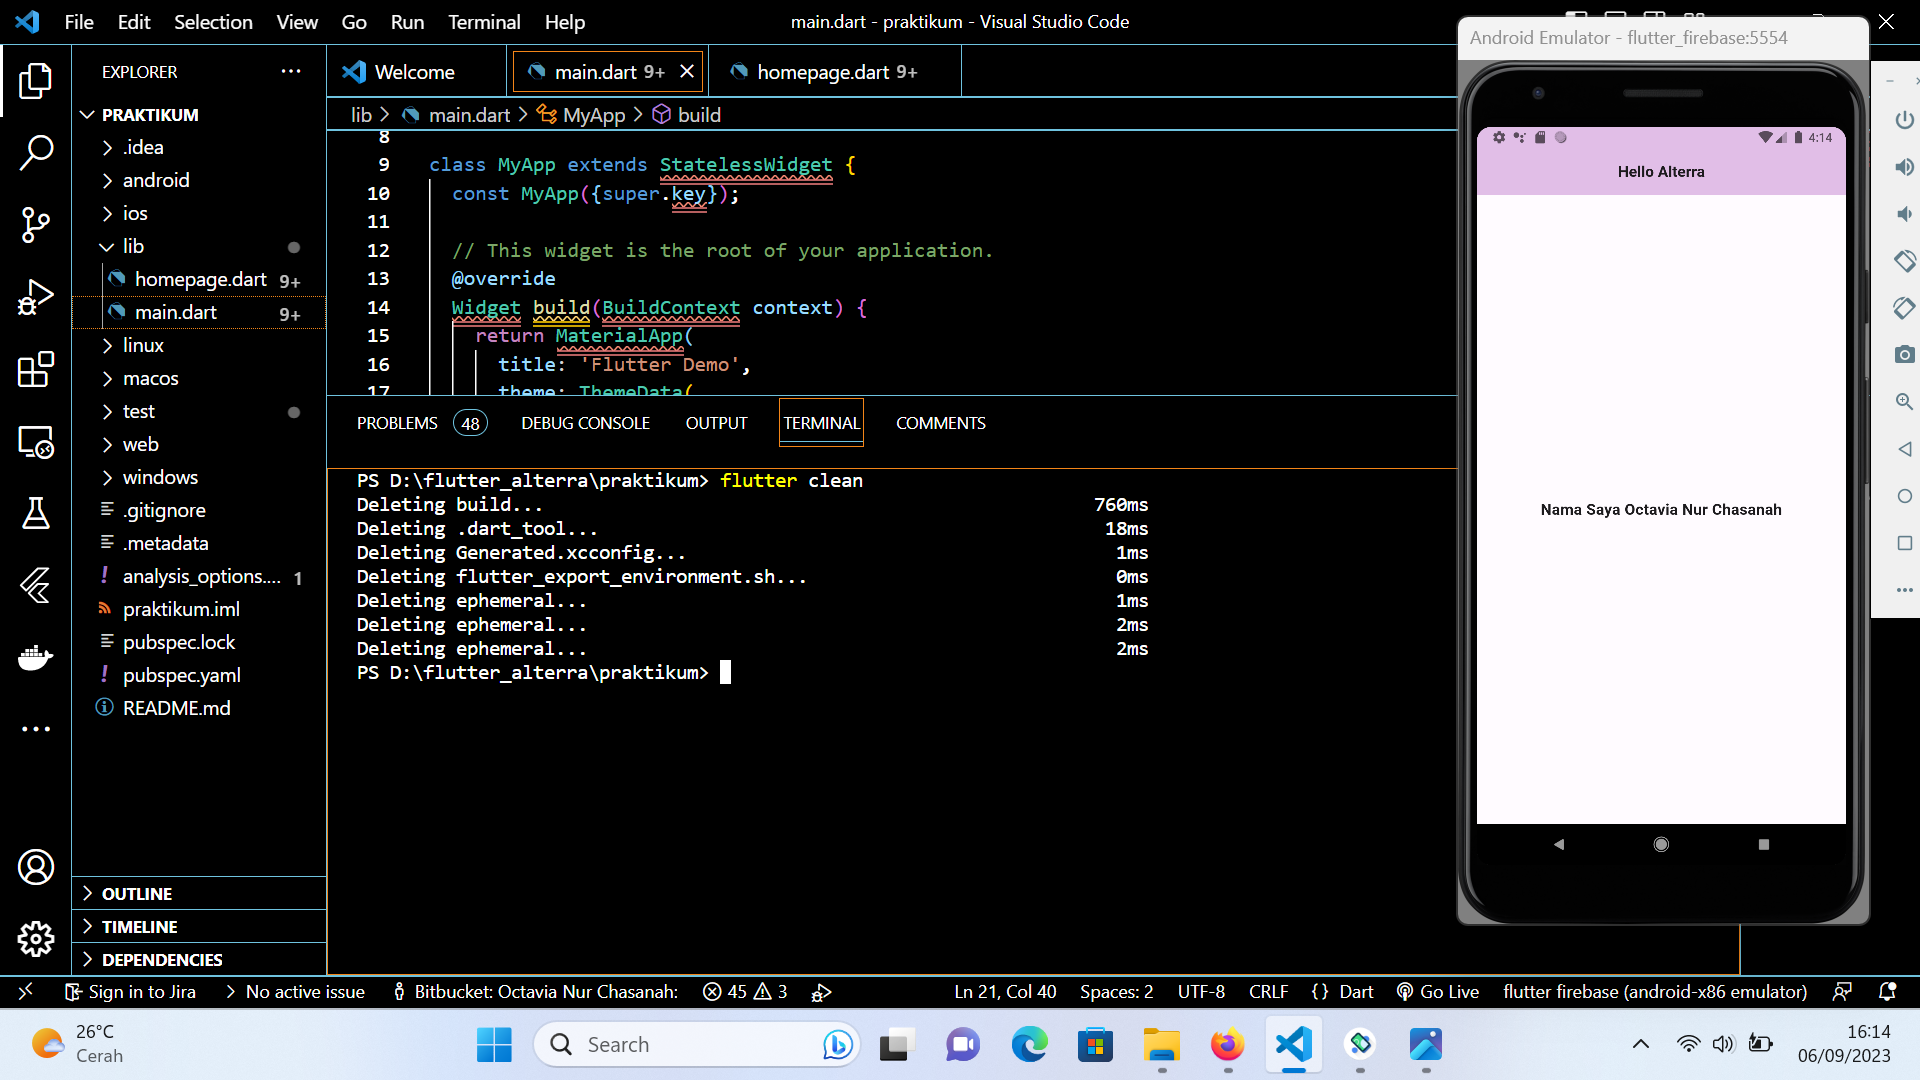 File Edit Selection View Go Run Terminal Help
main.dart - praktikum - Visual Studio Code
EXPLORER
PRAKTIKUM
.idea
android
ios
lib
homepage.dart 9+
main.dart 9+
linux
macos
test
web
windows
.gitignore
.metadata
analysis_options.... 1
praktikum.iml
pubspec.lock
pubspec.yaml
README.md
OUTLINE
TIMELINE
DEPENDENCIES
Welcome
main.dart 9+
homepage.dart 9+
lib > main.dart > MyApp > build
8
9 class MyApp extends StatelessWidget {
10 const MyApp({super.key});
11
12 // This widget is the root of your application.
13 @override
14 Widget build(BuildContext context) {
15 return MaterialApp(
16 title: 'Flutter Demo',
17 theme: ThemeData(
PROBLEMS 48 DEBUG CONSOLE OUTPUT TERMINAL COMMENTS
PS D:\flutter_alterra\praktikum> flutter clean
Deleting build... 760ms
Deleting .dart_tool... 18ms
Deleting Generated.xcconfig... 1ms
Deleting flutter_export_environment.sh... 0ms
Deleting ephemeral... 1ms
Deleting ephemeral... 2ms
Deleting ephemeral... 2ms
PS D:\flutter_alterra\praktikum>
Android Emulator - flutter_firebase:5554
4:14
Hello Alterra
Nama Saya Octavia Nur Chasanah
Sign in to Jira
No active issue
Bitbucket: Octavia Nur Chasanah:
45 3
Ln 21, Col 40 Spaces: 2 UTF-8 CRLF {} Dart Go Live flutter firebase (android-x86 emulator)
26°C
Cerah
Search
16:14
06/09/2023